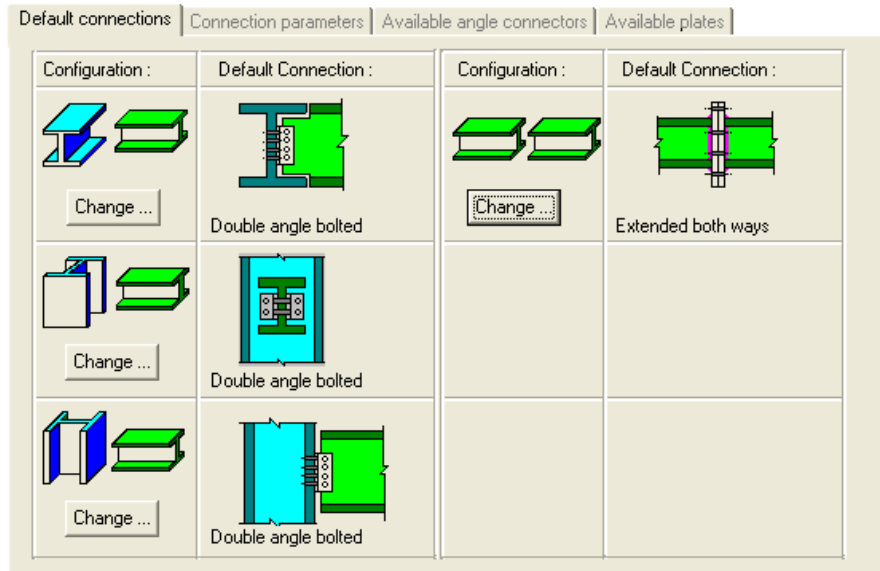 Default connections
Connection parameters
Available angle connectors
Available plates
Configuration :
Default Connection :
Configuration :
Default Connection :
Change ...
Double angle bolted
Change ...
Extended both ways
Change ...
Double angle bolted
Change ...
Double angle bolted